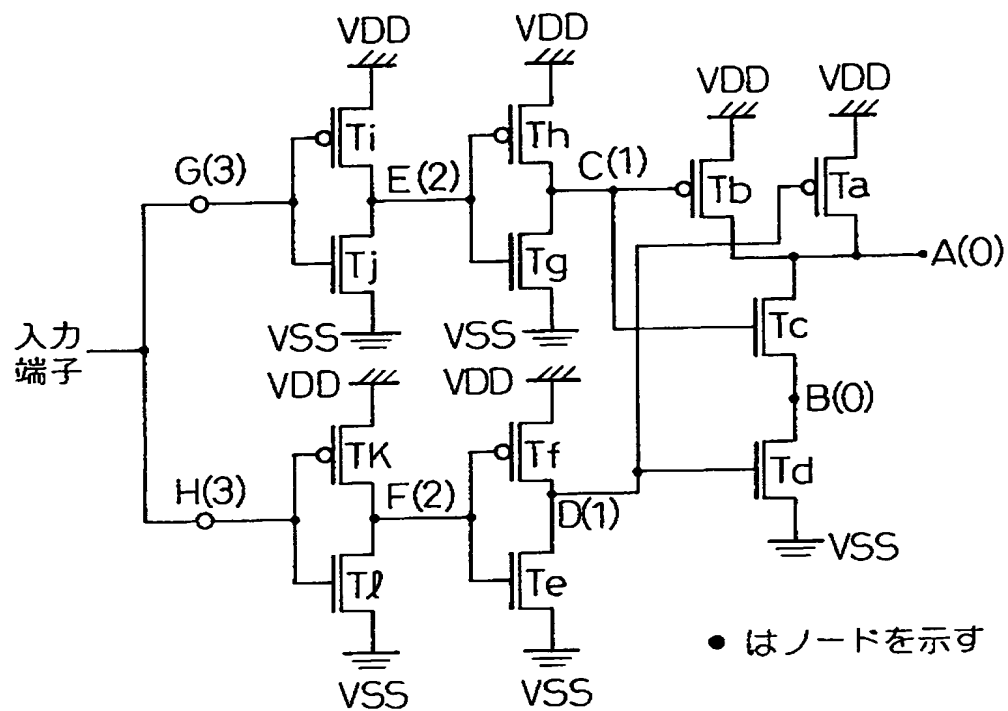 VDD
VDD
VDD
VDD
Ti
Th
G(3)
E(2)
C(1)
Tb
Ta
Tj
Tg
A(0)
VSS
VSS
Tc
入力
端子
VDD
VDD
B(0)
TK
Tf
Td
H(3)
F(2)
D(1)
VSS
Tl
Te
VSS
VSS
● はノードを示す